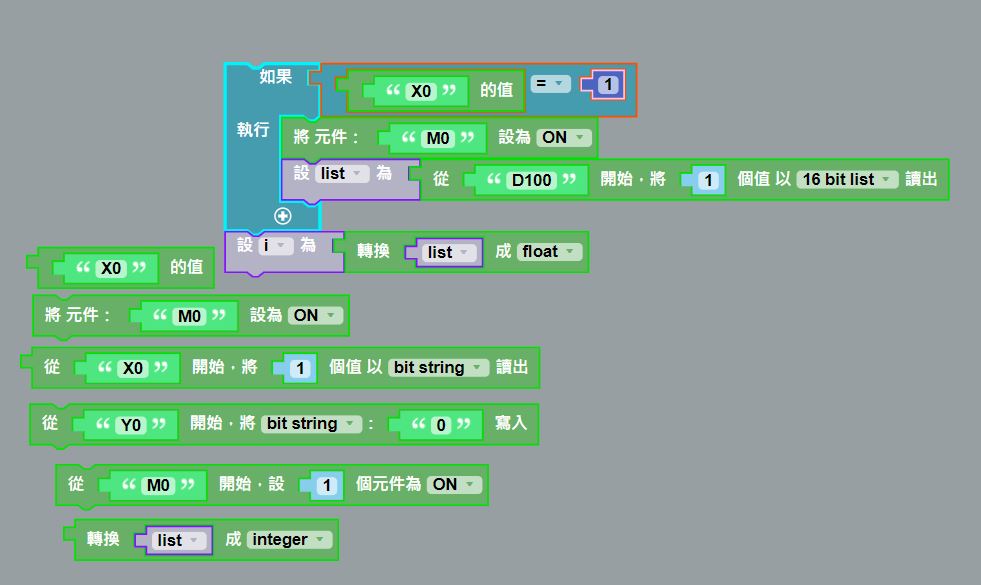 如果 “ X0 ” 的值 = 1
執行 將 元件： “ M0 ” 設為 ON
設 list 為 從 “ D100 ” 開始，將 1 個值 以 16 bit list 讀出
設 i 為 轉換 list 成 float
“ X0 ” 的值
將 元件： “ M0 ” 設為 ON
從 “ X0 ” 開始，將 1 個值 以 bit string 讀出
從 “ Y0 ” 開始，將 bit string ： “ 0 ” 寫入
從 “ M0 ” 開始，設 1 個元件為 ON
轉換 list 成 integer